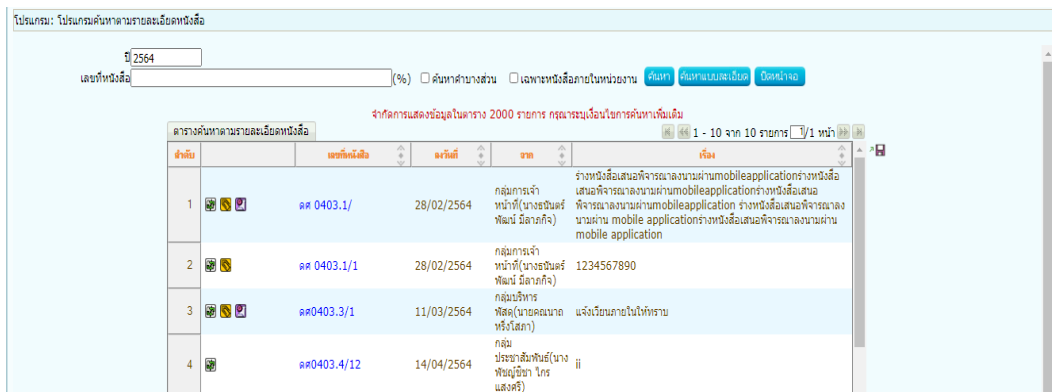 โปรแกรม: โปรแกรมค้นหาตามรายละเอียดหนังสือ
ปี 2564
เลขที่หนังสือ (%) ค้นหาคำบางส่วน เฉพาะหนังสือภายในหน่วยงาน ค้นหา ค้นหาแบบละเอียด ปิดหน้าจอ
จำกัดการแสดงข้อมูลในตาราง 2000 รายการ กรุณาระบุเงื่อนไขการค้นหาเพิ่มเติม
ตารางค้นหาตามรายละเอียดหนังสือ 1 - 10 จาก 10 รายการ 1/1 หน้า
ลำดับ เลขที่หนังสือ ลงวันที่ จาก เรื่อง
ร่างหนังสือเสนอพิจารณาลงนามผ่านmobileapplicationร่างหนังสือ
กลุ่มการเจ้า เสนอพิจารณาลงนามผ่านmobileapplicationร่างหนังสือเสนอ
1 ดศ 0403.1/ 28/02/2564 หน้าที่(นางธนันตร์ พิจารณาลงนามผ่านmobileapplication ร่างหนังสือเสนอพิจารณาลง
พัฒน์ มีลาภกิจ) นามผ่าน mobile applicationร่างหนังสือเสนอพิจารณาลงนามผ่าน
mobile application
กลุ่มการเจ้า
2 ดศ 0403.1/1 28/02/2564 หน้าที่(นางธนันตร์ 1234567890
พัฒน์ มีลาภกิจ)
กลุ่มบริหาร
3 ดศ0403.3/1 11/03/2564 พัสดุ(นายคณนาถ แจ้งเวียนภายในให้ทราบ
หริ่งโสภา)
กลุ่ม
4 ดศ0403.4/12 14/04/2564 ประชาสัมพันธ์(นาง ii
พัชญ์ชิชา ไกร
แสงศรี)